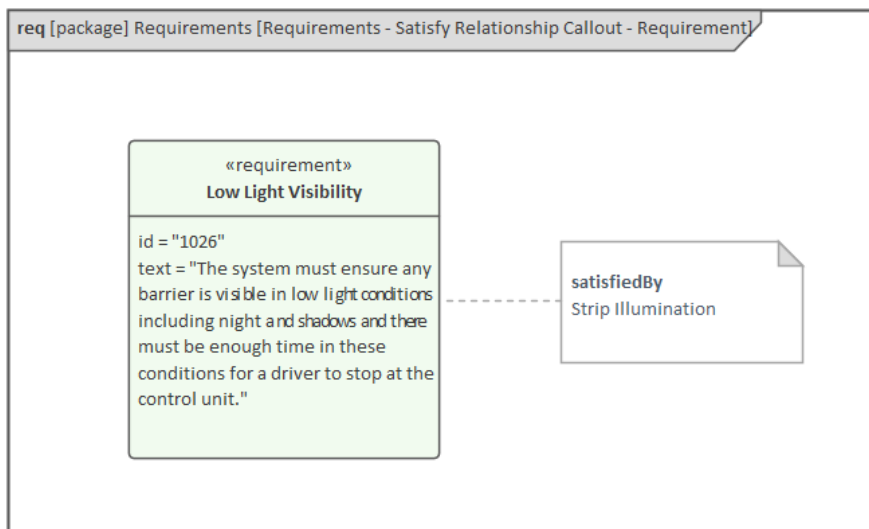 req [package] Requirements [Requirements - Satisfy Relationship Callout - Requirement]
«requirement»
Low Light Visibility
id = "1026"
text = "The system must ensure any
barrier is visible in low light conditions
including night and shadows and there
must be enough time in these
conditions for a driver to stop at the
control unit."
satisfiedBy
Strip Illumination